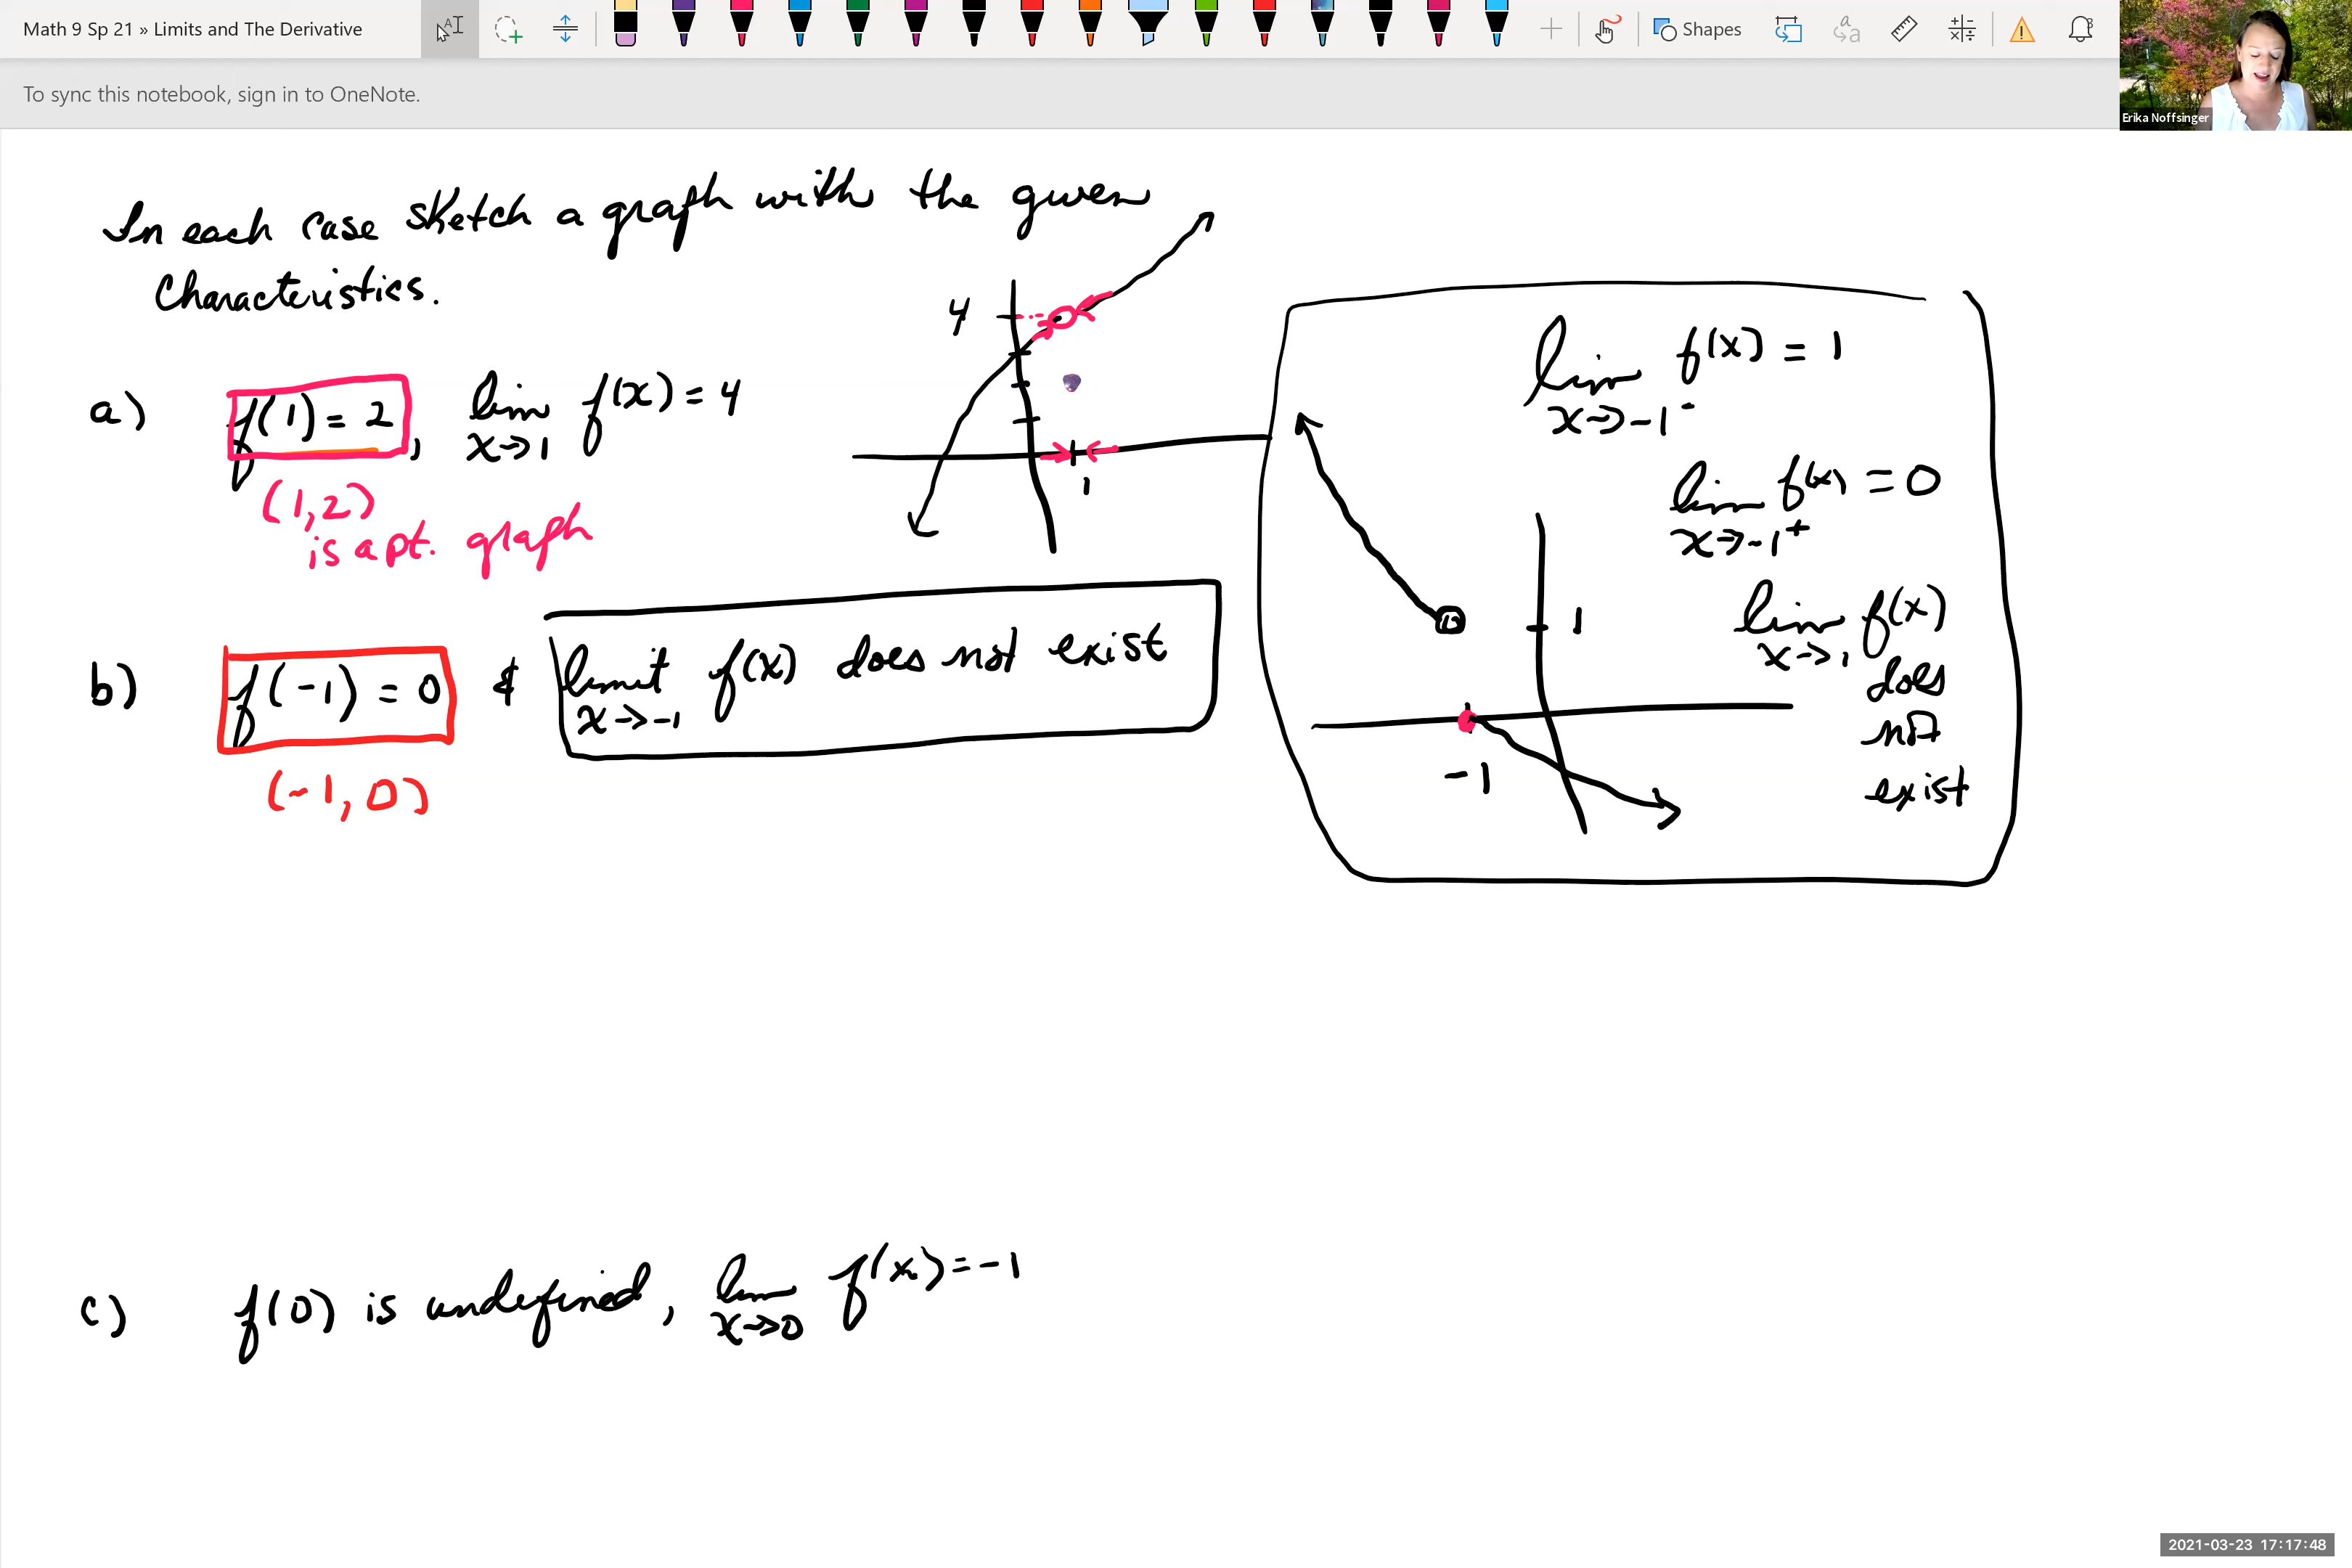 Math 9 Sp 21 » Limits and The Derivative
Shapes
3
To sync this notebook, sign in to OneNote.
Erika Noffsinger
In each case sketch a graph with the given
characteristics.
a) f(1) = 2, lim f(x) = 4
x→1
(1,2)
is a pt. graph
4
1
b) f(-1) = 0 & limit f(x) does not exist
x→-1
(-1, 0)
lim f(x) = 1
x→-1⁻
lim f(x) = 0
x→-1⁺
lim f(x)
x→1
does
not
exist
1
-1
c) f(0) is undefined, lim f(x) = -1
x→0
2021-03-23 17:17:48